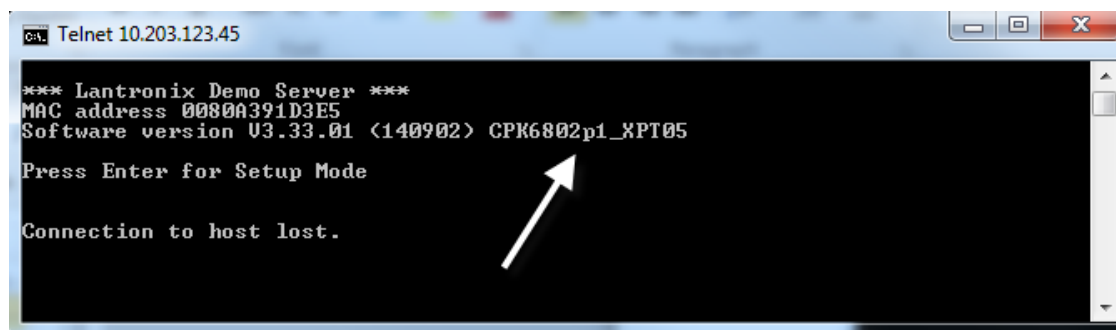 Telnet 10.203.123.45
*** Lantronix Demo Server ***
MAC address 0080A391D3E5
Software version V3.33.01 (140902) CPK6802p1_XPT05
Press Enter for Setup Mode
Connection to host lost.